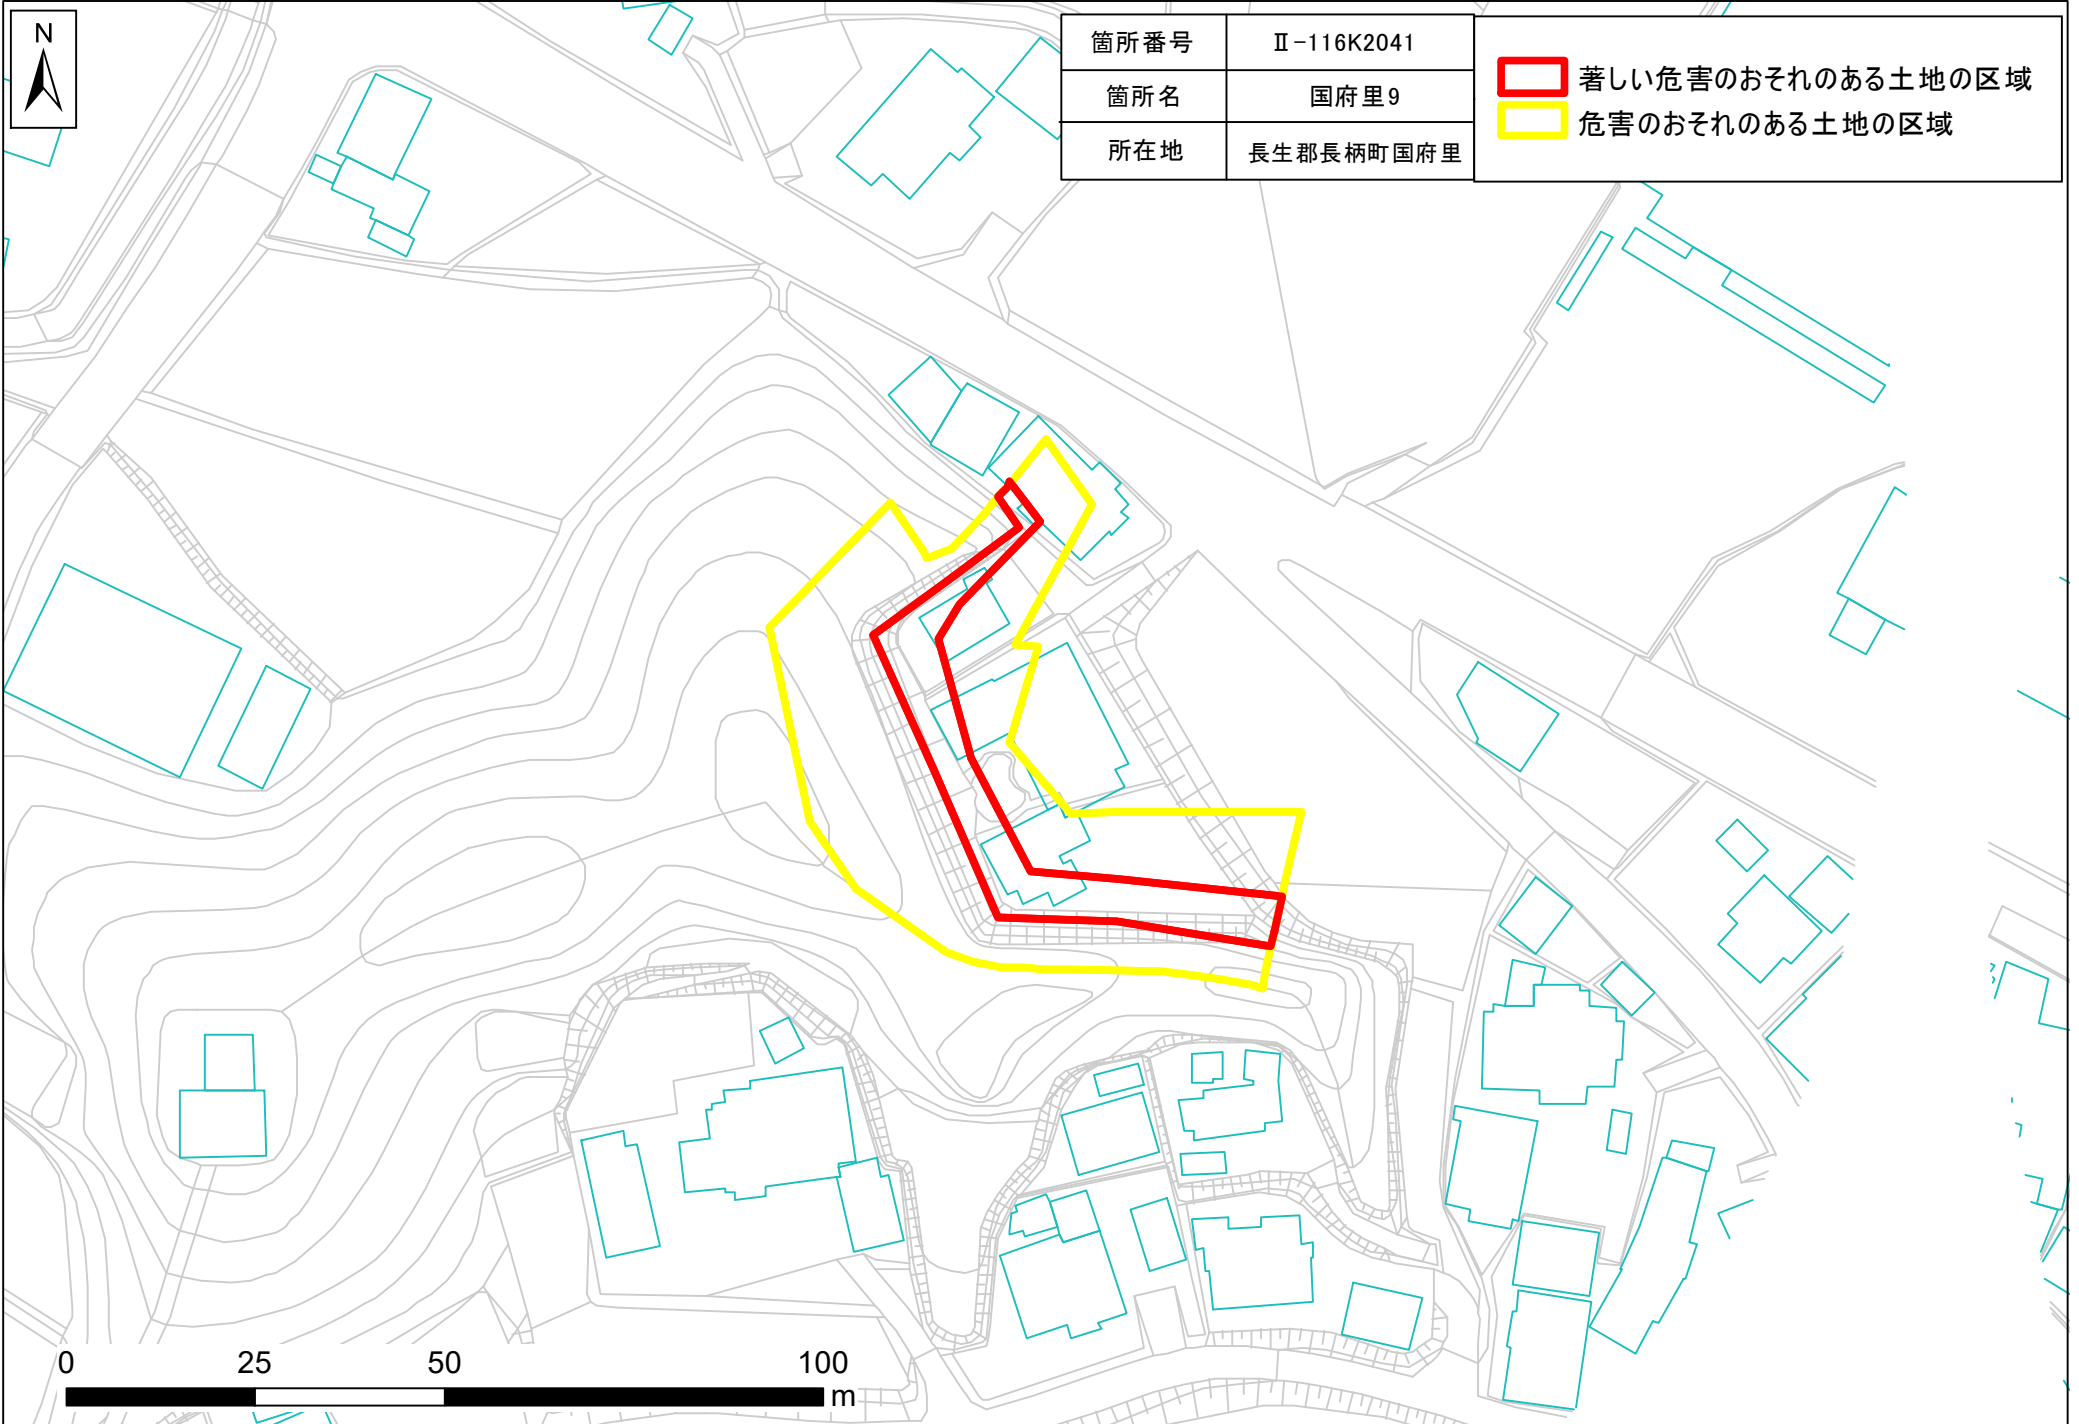 N
箇所番号 Ⅱ-116K2041
箇所名 国府里9
所在地 長生郡長柄町国府里
著しい危害のおそれのある土地の区域
危害のおそれのある土地の区域
0 25 50 100
m